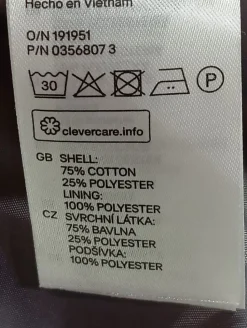 Hecho en Vietnam
O/N 191951
P/N 0356807 3
30 P
clevercare.info
GB SHELL:
75% COTTON
25% POLYESTER
LINING:
100% POLYESTER
CZ SVRCHNÍ LÁTKA:
75% BAVLNA
25% POLYESTER
PODŠÍVKA:
100% POLYESTER